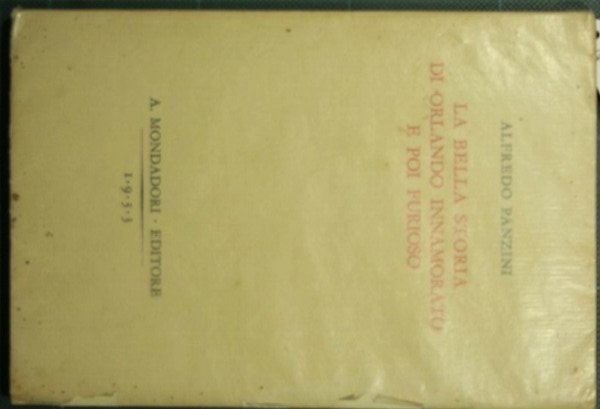 ALFREDO PANZINI
LA BELLA STORIA
DI ORLANDO INNAMORATO
E POI FURIOSO
A. MONDADORI · EDITORE
1·9·3·3